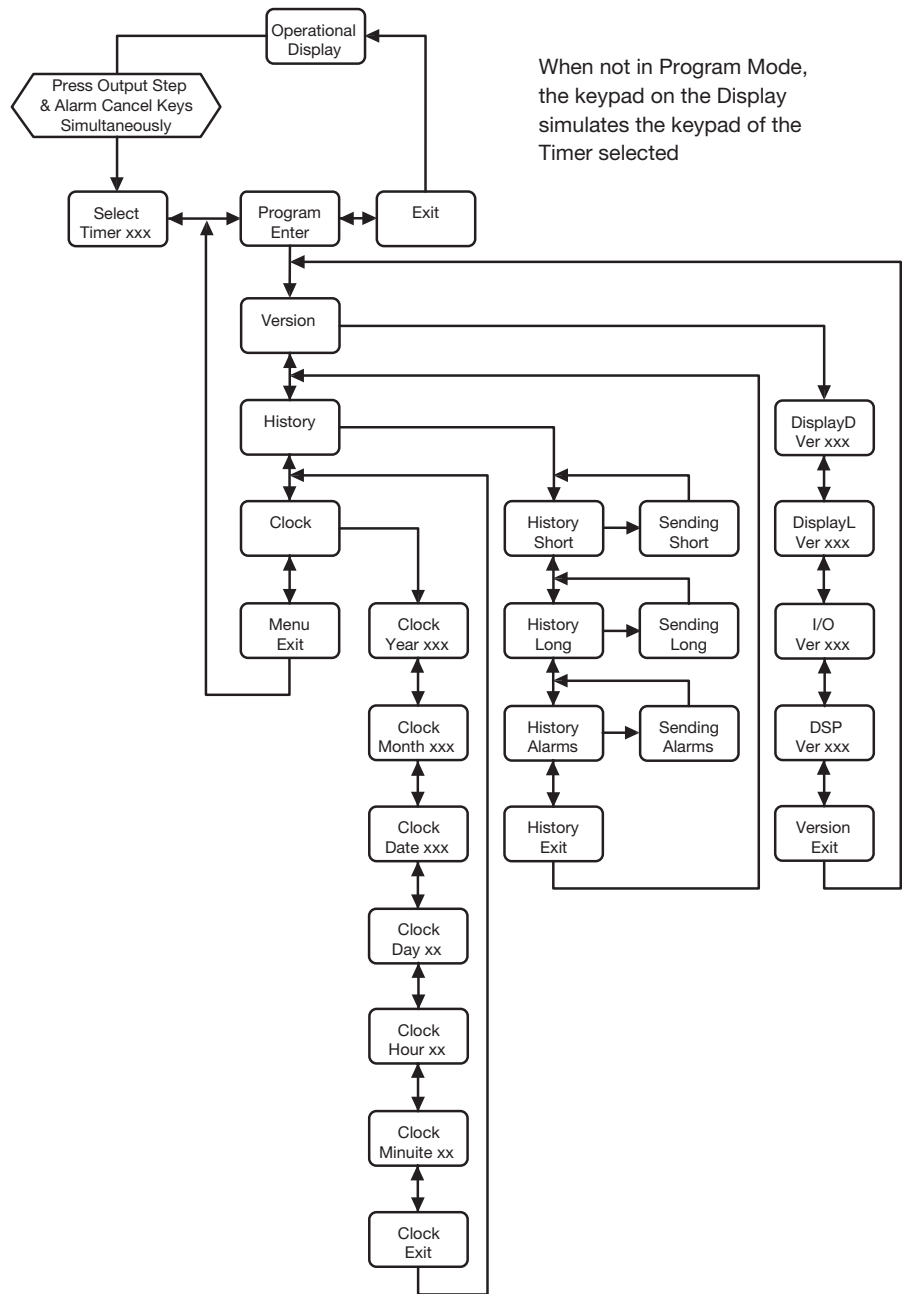 Operational
Display
When not in Program Mode,
the keypad on the Display
simulates the keypad of the
Timer selected
Press Output Step
& Alarm Cancel Keys
Simultaneously
Select
Timer xxx
Program
Enter
Exit
Version
History
Clock
Menu
Exit
Clock
Year xxx
Clock
Month xxx
Clock
Date xxx
Clock
Day xx
Clock
Hour xx
Clock
Minuite xx
Clock
Exit
History
Short
Sending
Short
History
Long
Sending
Long
History
Alarms
Sending
Alarms
History
Exit
DisplayD
Ver xxx
DisplayL
Ver xxx
I/O
Ver xxx
DSP
Ver xxx
Version
Exit